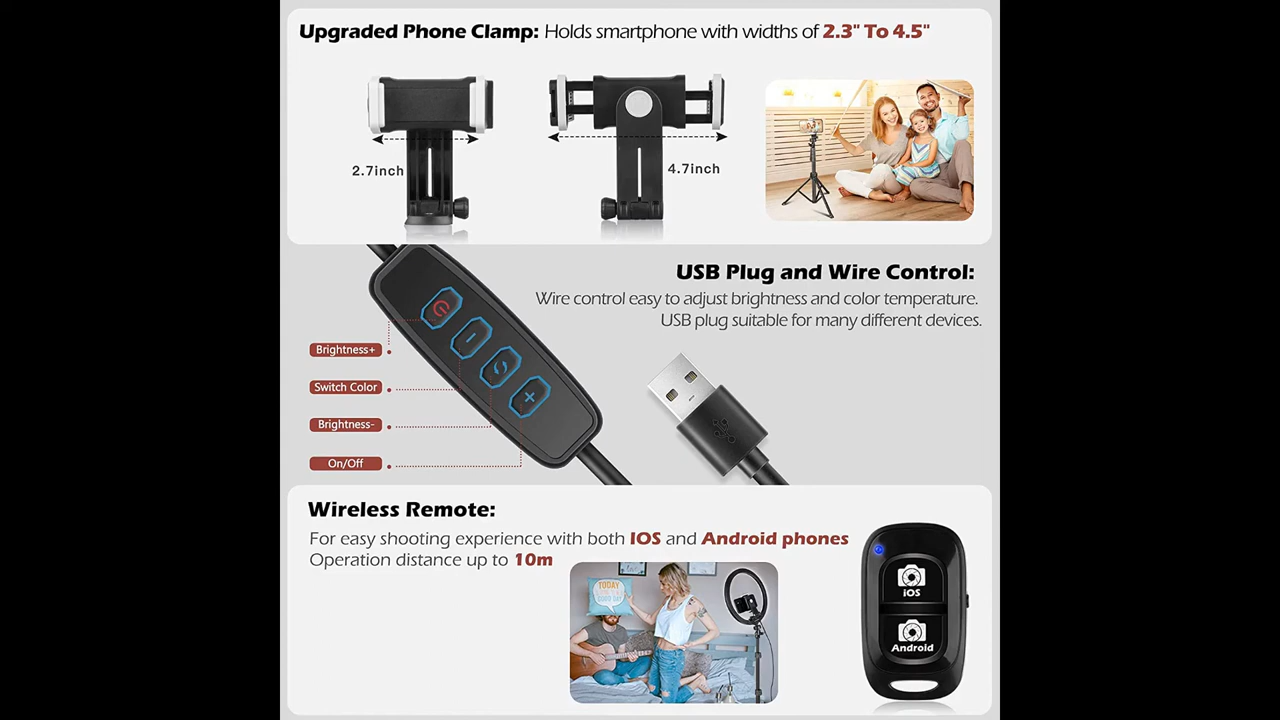 Upgraded Phone Clamp: Holds smartphone with widths of 2.3" To 4.5"
2.7inch
4.7inch
USB Plug and Wire Control:
Wire control easy to adjust brightness and color temperature.
USB plug suitable for many different devices.
Brightness+
Switch Color
Brightness-
On/Off
Wireless Remote:
For easy shooting experience with both IOS and Android phones
Operation distance up to 10m
TODAY
iOS
Android